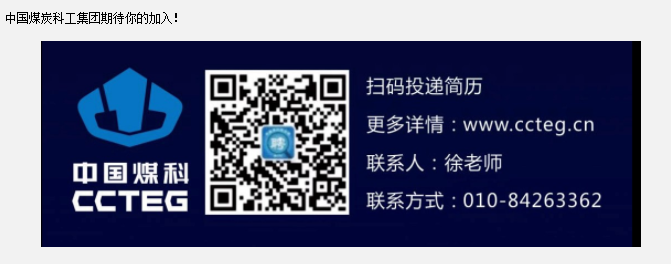 中国煤炭科工集团期待你的加入！
中国煤科
CCTEG
扫码投递简历
更多详情：www.ccteg.cn
联系人：徐老师
联系方式：010-84263362